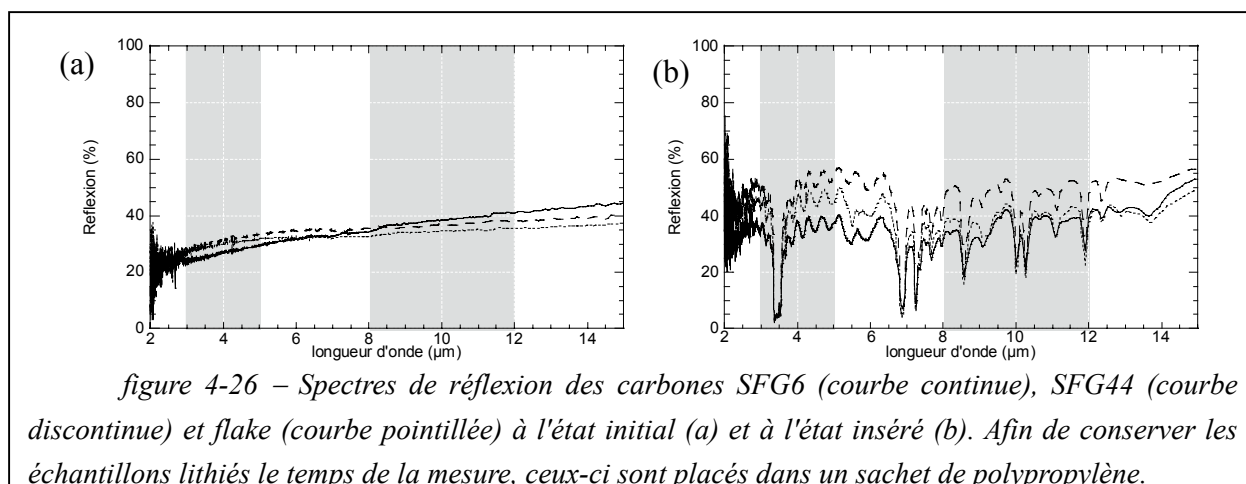 (a)
(b)
100
80
60
40
20
0
Reflexion (%)
2
4
6
8
10
12
14
longueur d'onde (µm)
100
80
60
40
20
0
Reflexion (%)
2
4
6
8
10
12
14
longueur d'onde (µm)
figure 4-26 – Spectres de réflexion des carbones SFG6 (courbe continue), SFG44 (courbe
discontinue) et flake (courbe pointillée) à l'état initial (a) et à l'état inséré (b). Afin de conserver les
échantillons lithiés le temps de la mesure, ceux-ci sont placés dans un sachet de polypropylène.